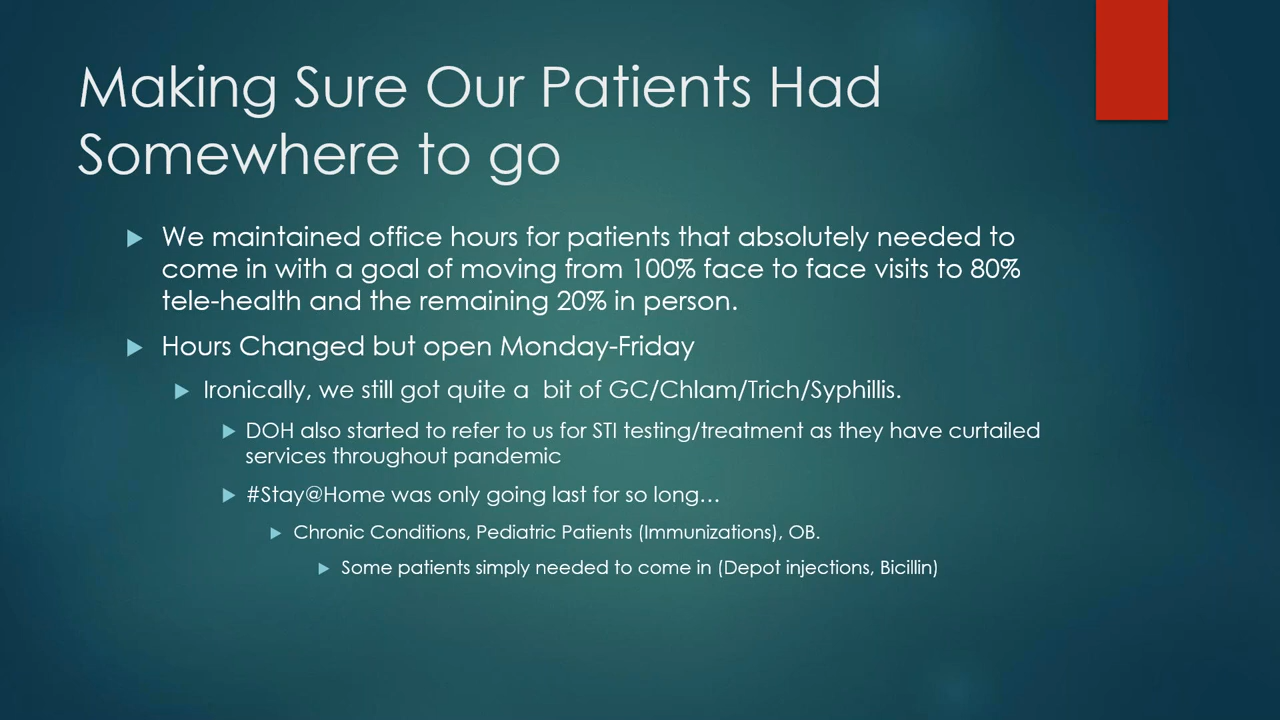 Making Sure Our Patients Had
Somewhere to go
We maintained office hours for patients that absolutely needed to
come in with a goal of moving from 100% face to face visits to 80%
tele-health and the remaining 20% in person.
Hours Changed but open Monday-Friday
Ironically, we still got quite a  bit of GC/Chlam/Trich/Syphillis.
DOH also started to refer to us for STI testing/treatment as they have curtailed
services throughout pandemic
#Stay@Home was only going last for so long…
Chronic Conditions, Pediatric Patients (Immunizations), OB.
Some patients simply needed to come in (Depot injections, Bicillin)